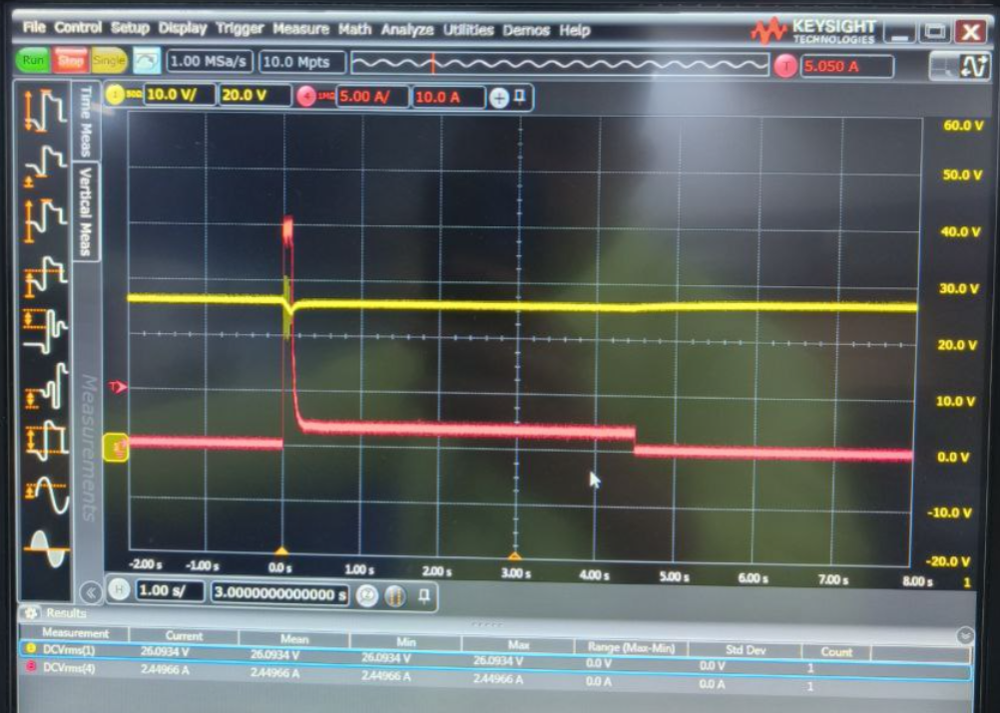 File Control Setup Display Trigger Measure Math Analyze Utilities Demos Help
KEYSIGHT
TECHNOLOGIES
Run Stop Single 1.00 MSa/s 10.0 Mpts T 5.050 A
1 50Ω 10.0 V/ 20.0 V 4 1MΩ 5.00 A/ 10.0 A
Time Meas
Vertical Meas
Measurements
60.0 V
50.0 V
40.0 V
30.0 V
20.0 V
T
10.0 V
0.0 V
-10.0 V
-20.0 V
-2.00 s -1.00 s 0.0 s 1.00 s 2.00 s 3.00 s 4.00 s 5.00 s 6.00 s 7.00 s 8.00 s 1
H 1.00 s/ 3.0000000000000 s
Results
Measurement Current Mean Min Max Range (Max-Min) Std Dev Count
DCVrms(1) 26.0934 V 26.0934 V 26.0934 V 26.0934 V 0.0 V 0.0 V 1
DCVrms(4) 2.44966 A 2.44966 A 2.44966 A 2.44966 A 0.0 A 0.0 A 1